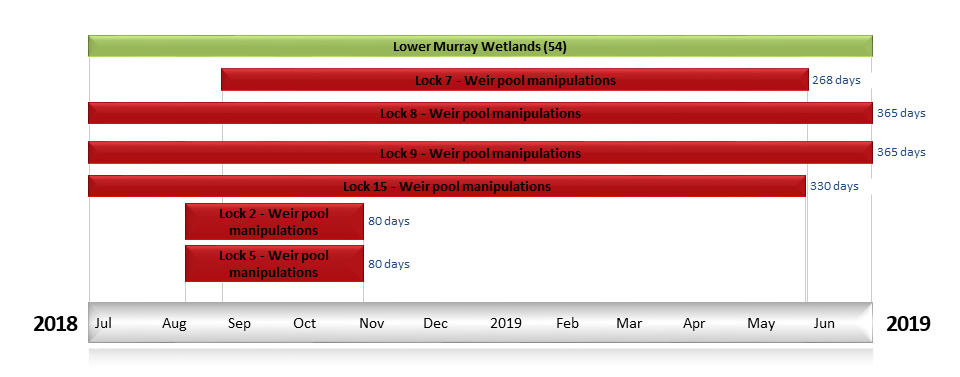 Lower Murray Wetlands (54)
Lock 7 - Weir pool manipulations
268 days
Lock 8 - Weir pool manipulations
365 days
Lock 9 - Weir pool manipulations
365 days
Lock 15 - Weir pool manipulations
330 days
Lock 2 - Weir pool
manipulations
80 days
Lock 5 - Weir pool
manipulations
80 days
2018 Jul Aug Sep Oct Nov Dec 2019 Feb Mar Apr May Jun 2019